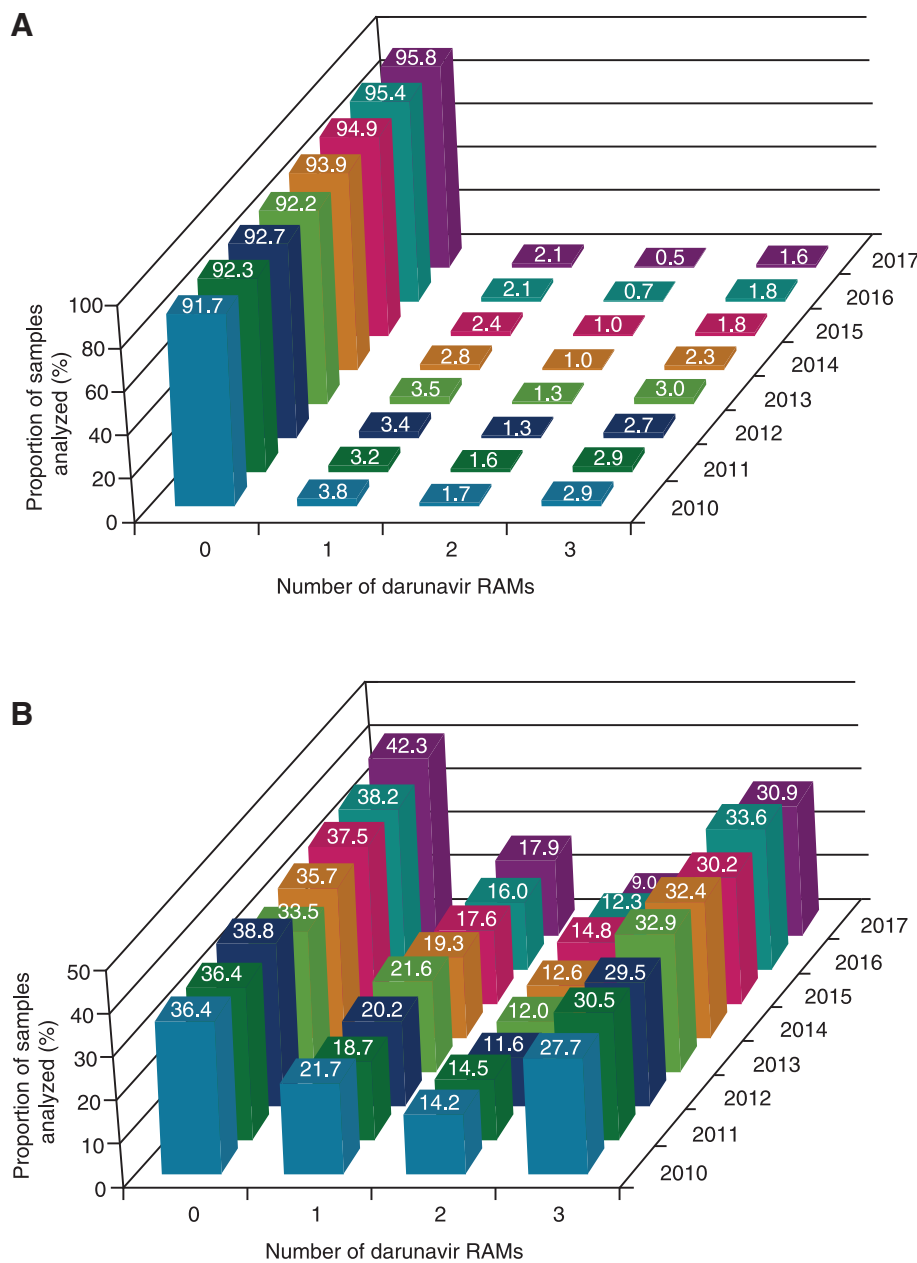 A
95.8
95.4
94.9
93.9
92.2
92.7
92.3
91.7
2.1 0.5 1.6
2.1 0.7 1.8
2.4 1.0 1.8
2.8 1.0 2.3
3.5 1.3 3.0
3.4 1.3 2.7
3.2 1.6 2.9
3.8 1.7 2.9
2017
2016
2015
2014
2013
2012
2011
2010
100
80
60
40
20
0
Proportion of samples
analyzed (%)
0 1 2 3
Number of darunavir RAMs
B
42.3 17.9 9.0 30.9
38.2 16.0 12.3 33.6
37.5 17.6 14.8 30.2
35.7 19.3 12.6 32.4
33.5 21.6 12.0 32.9
38.8 20.2 11.6 29.5
36.4 18.7 14.5 30.5
36.4 21.7 14.2 27.7
2017
2016
2015
2014
2013
2012
2011
2010
50
40
30
20
10
0
Proportion of samples
analyzed (%)
0 1 2 3
Number of darunavir RAMs